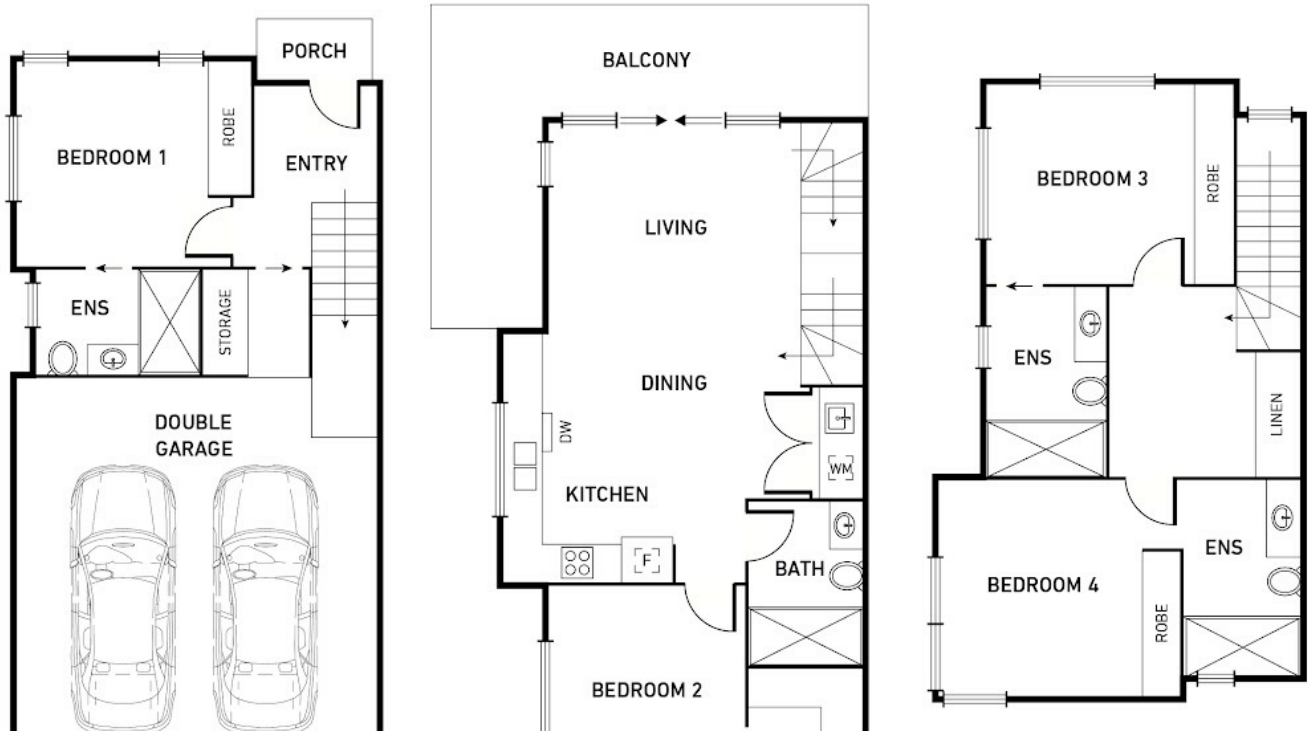 PORCH
ROBE
BEDROOM 1
ENTRY
ENS
STORAGE
DOUBLE
GARAGE
BALCONY
LIVING
DINING
DW
KITCHEN
WM
F
BATH
BEDROOM 2
BEDROOM 3
ROBE
ENS
LINEN
ENS
BEDROOM 4
ROBE